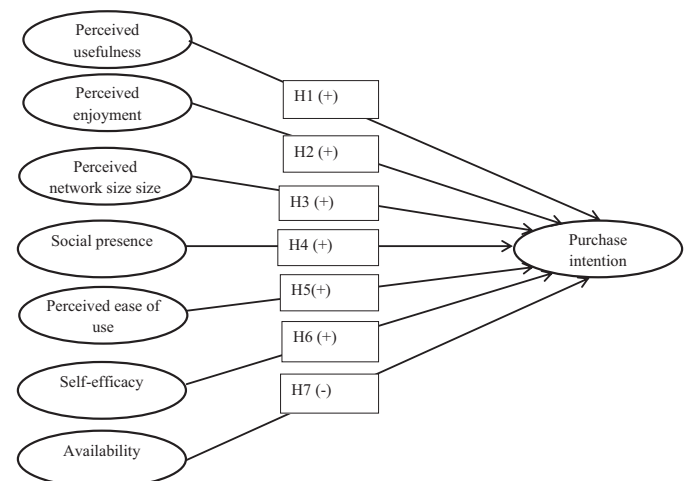 Perceived
usefulness
H1 (+)
Perceived
enjoyment
H2 (+)
Perceived
network size size
H3 (+)
Social presence
H4 (+)
Purchase
intention
Perceived ease of
use
H5(+)
H6 (+)
Self-efficacy
H7 (-)
Availability